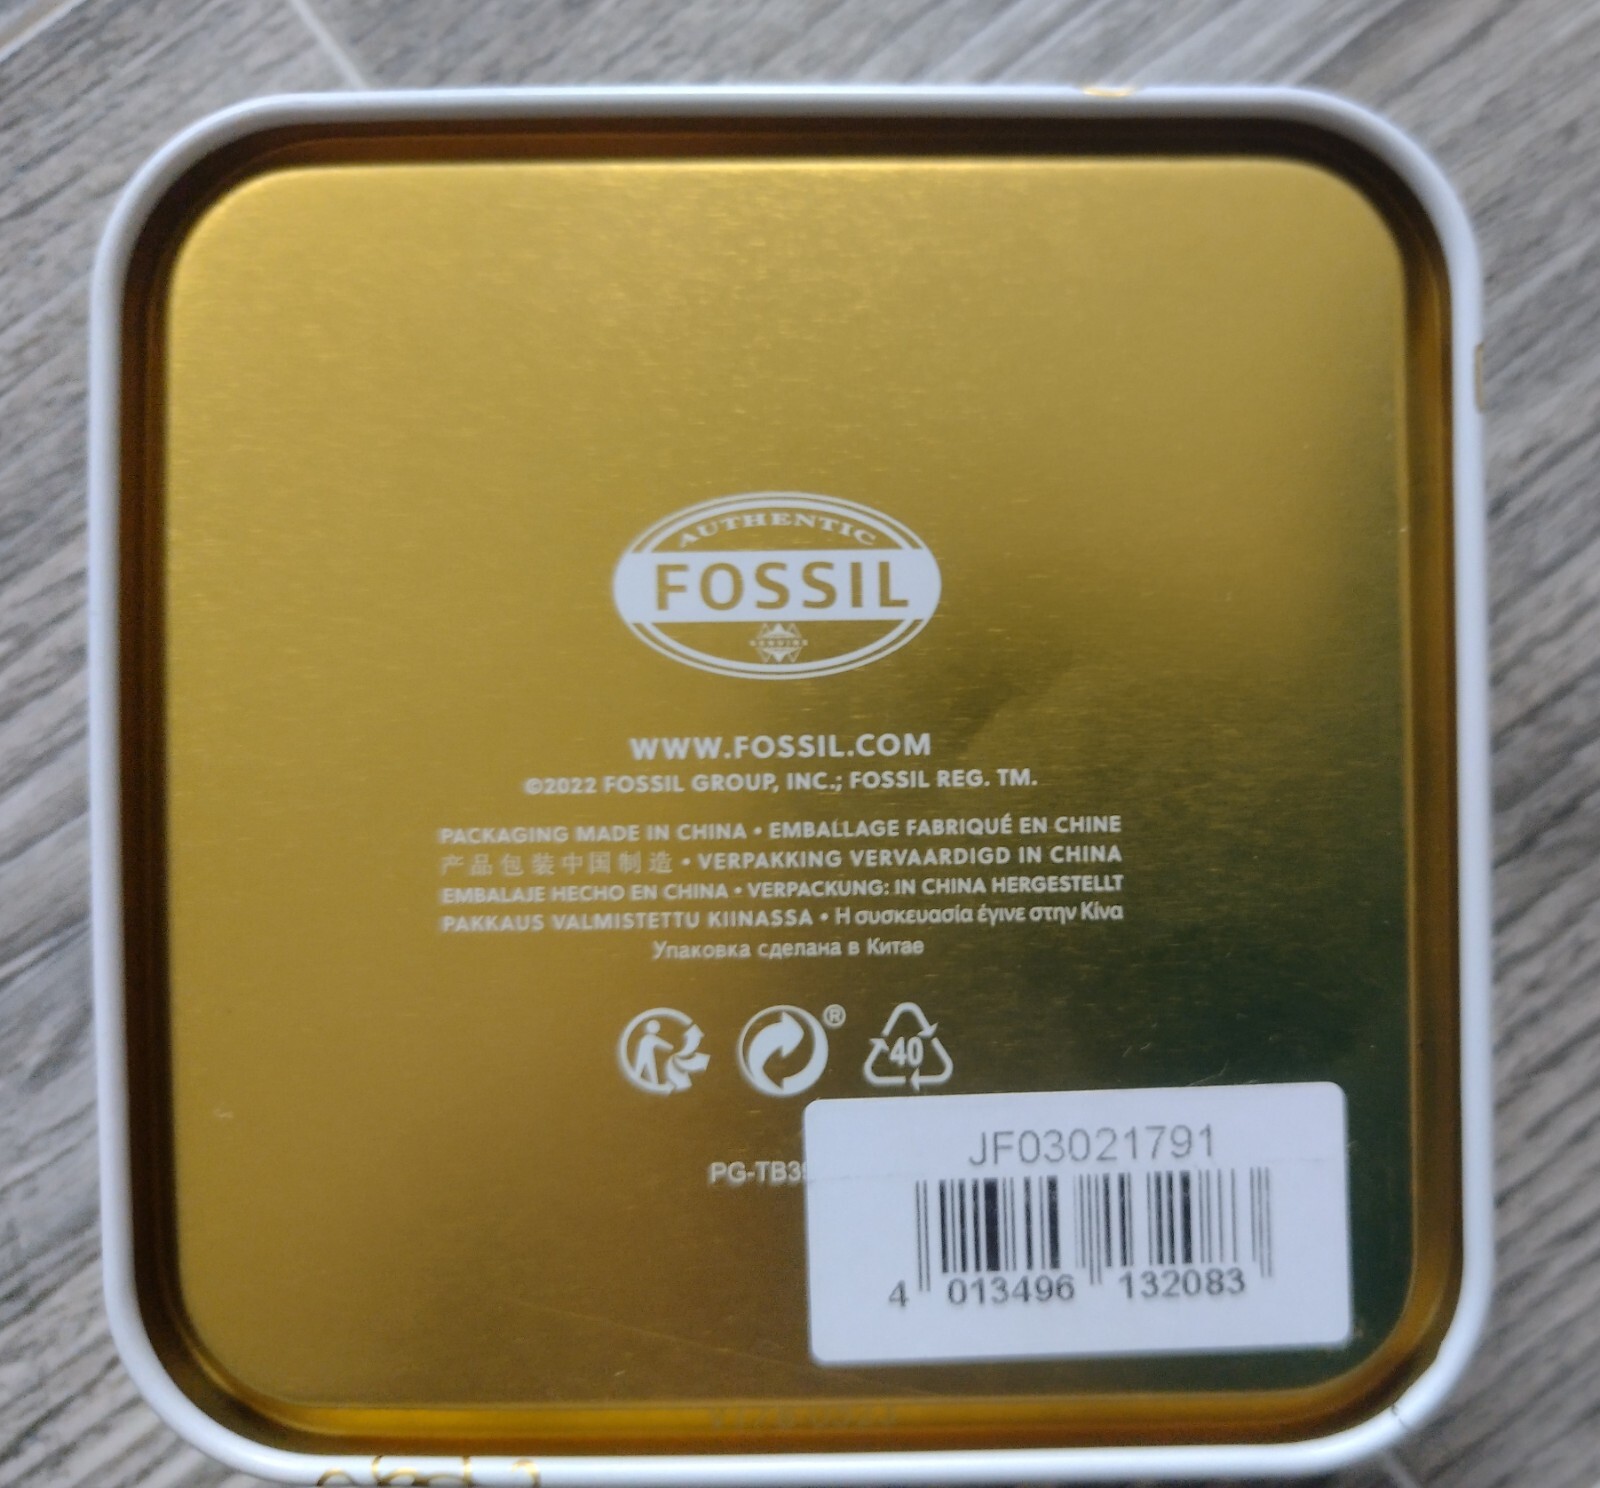 AUTHENTIC
FOSSIL
GENUINE
WWW.FOSSIL.COM
©2022 FOSSIL GROUP, INC.; FOSSIL REG. TM.
PACKAGING MADE IN CHINA • EMBALLAGE FABRIQUÉ EN CHINE
产品包装中国制造 • VERPAKKING VERVAARDIGD IN CHINA
EMBALAJE HECHO EN CHINA • VERPACKUNG: IN CHINA HERGESTELLT
PAKKAUS VALMISTETTU KIINASSA • Η συσκευασία έγινε στην Κίνα
Упаковка сделана в Китае
®
40
JF03021791
4 013496 132083